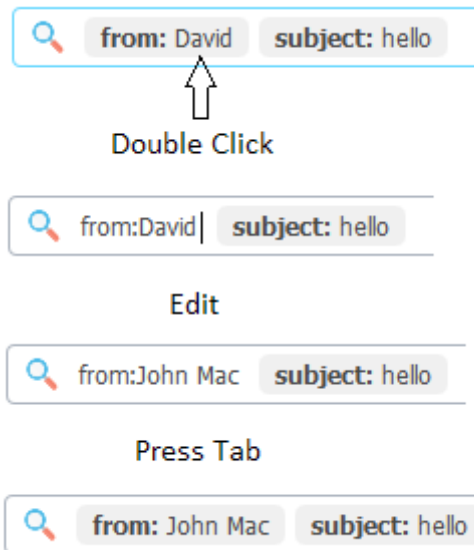 from: David subject: hello
Double Click
from:David subject: hello
Edit
from:John Mac subject: hello
Press Tab
from: John Mac subject: hello